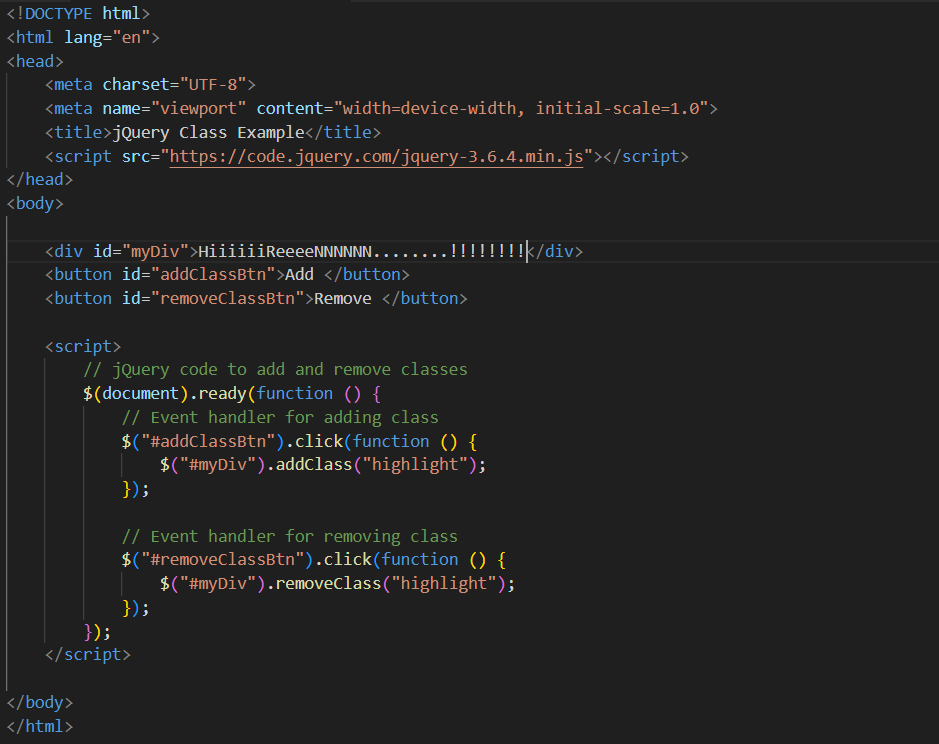 <!DOCTYPE html>
<html lang="en">
<head>
    <meta charset="UTF-8">
    <meta name="viewport" content="width=device-width, initial-scale=1.0">
    <title>jQuery Class Example</title>
    <script src="https://code.jquery.com/jquery-3.6.4.min.js"></script>
</head>
<body>

    <div id="myDiv">HiiiiiiReeeeNNNNNN........!!!!!!!!</div>
    <button id="addClassBtn">Add </button>
    <button id="removeClassBtn">Remove </button>

    <script>
        // jQuery code to add and remove classes
        $(document).ready(function () {
            // Event handler for adding class
            $("#addClassBtn").click(function () {
                $("#myDiv").addClass("highlight");
            });

            // Event handler for removing class
            $("#removeClassBtn").click(function () {
                $("#myDiv").removeClass("highlight");
            });
        });
    </script>

</body>
</html>